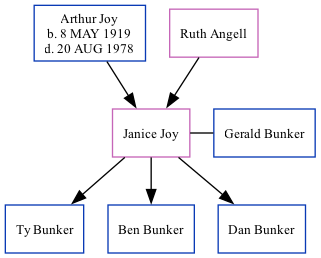 Arthur Joy
b. 8 MAY 1919
d. 20 AUG 1978
Ruth Angell
Janice Joy
Gerald Bunker
Ty Bunker
Ben Bunker
Dan Bunker